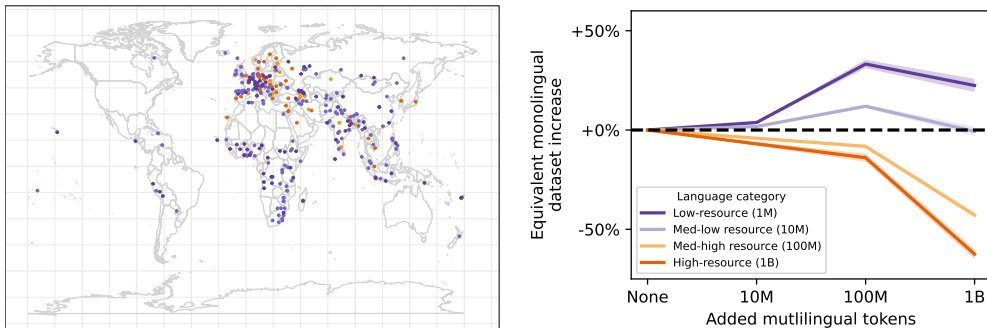 +50%
+0%
-50%
Equivalent monolingual
dataset increase
Language category
Low-resource (1M)
Med-low resource (10M)
Med-high resource (100M)
High-resource (1B)
None
10M
100M
1B
Added mutlilingual tokens